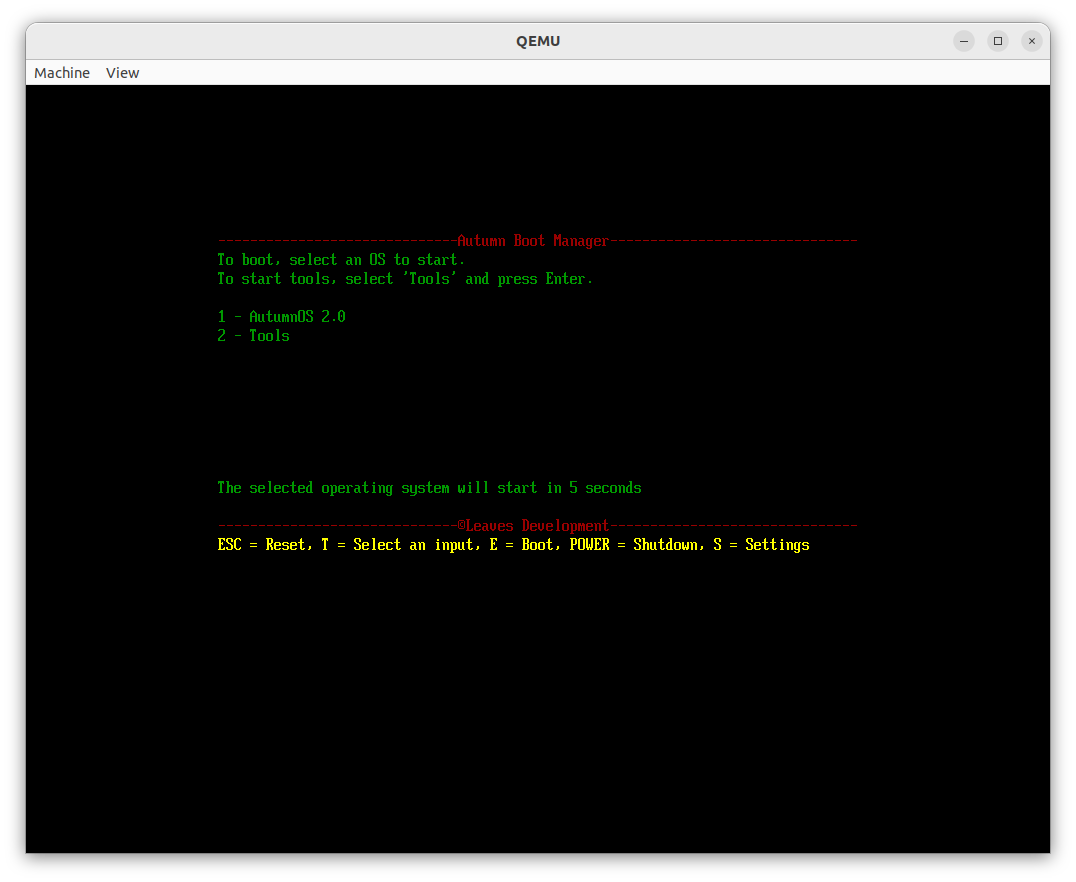 QEMU
Machine View
------------------------------Autumn Boot Manager-------------------------------
To boot, select an OS to start.
To start tools, select 'Tools' and press Enter.
1 - AutumnOS 2.0
2 - Tools
The selected operating system will start in 5 seconds
------------------------------©Leaves Development-------------------------------
ESC = Reset, T = Select an input, E = Boot, POWER = Shutdown, S = Settings